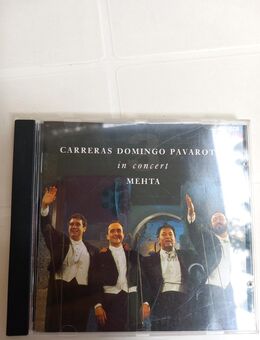 CARRERAS DOMINGO PAVAROT
in concert
MEHTA